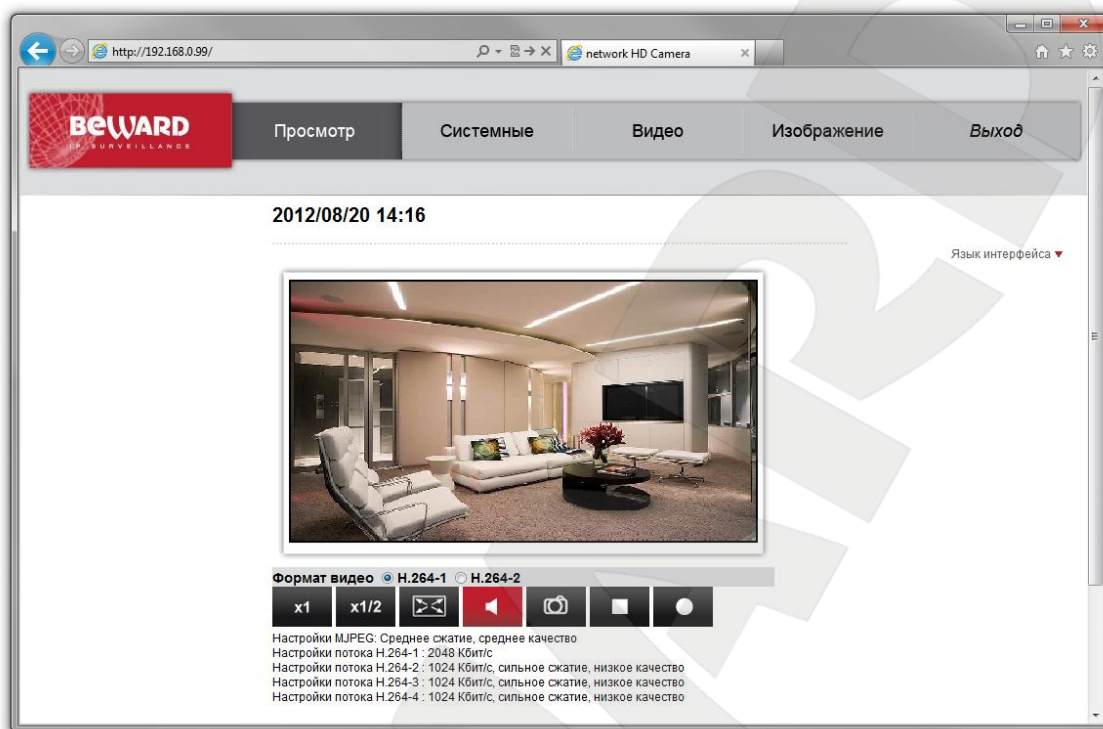 http://192.168.0.99/
network HD Camera
BEWARD
IP SURVEILLANCE
Просмотр
Системные
Видео
Изображение
Выход
2012/08/20 14:16
Язык интерфейса
Формат видео H.264-1 H.264-2
x1 x1/2
Настройки MJPEG: Среднее сжатие, среднее качество
Настройки потока H.264-1 : 2048 Кбит/с
Настройки потока H.264-2 : 1024 Кбит/с, сильное сжатие, низкое качество
Настройки потока H.264-3 : 1024 Кбит/с, сильное сжатие, низкое качество
Настройки потока H.264-4 : 1024 Кбит/с, сильное сжатие, низкое качество